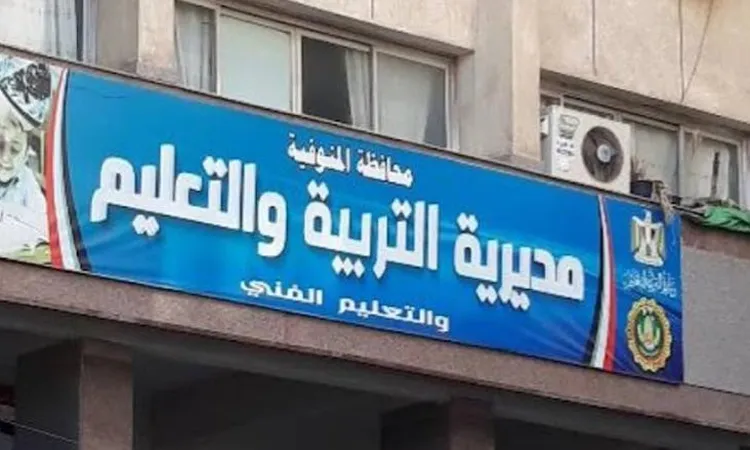 محافظة المنوفية
مديرية التربية والتعليم
والتعليم الفني